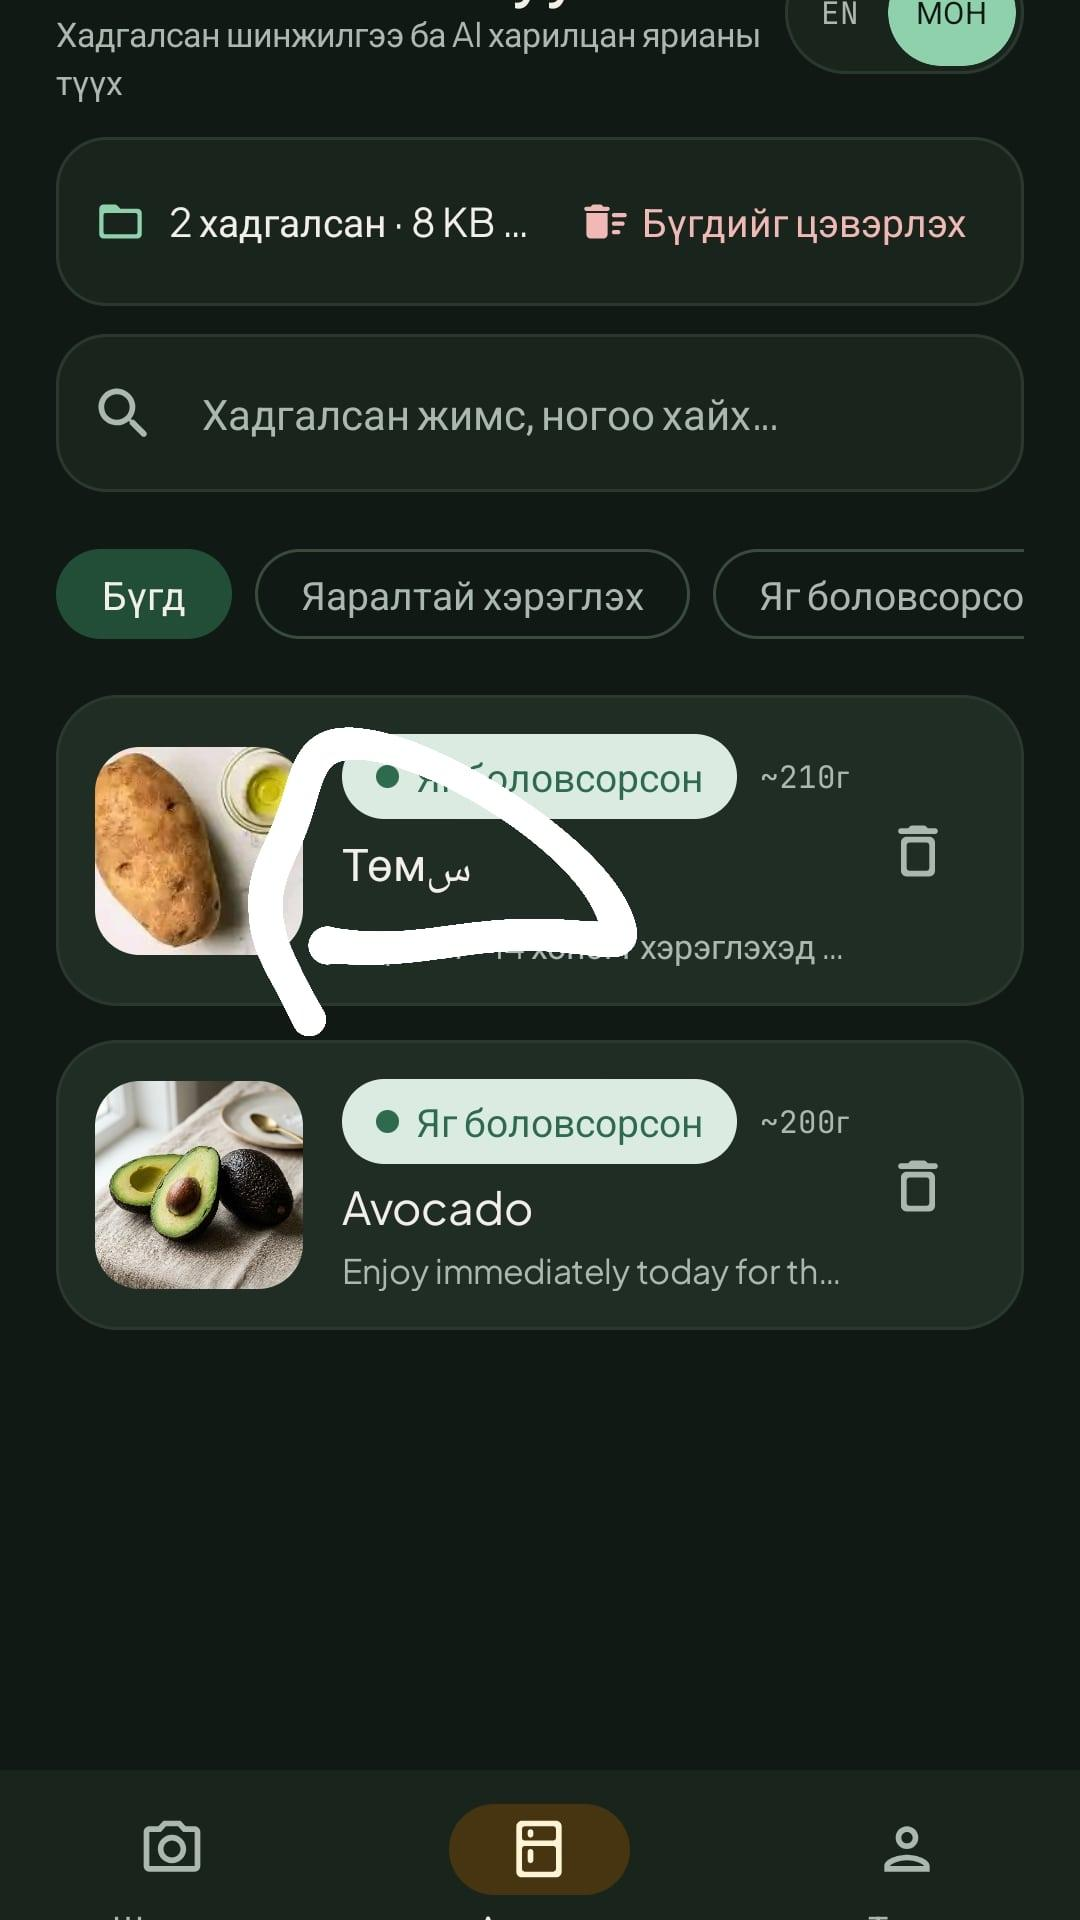 Хадгалсан шинжилгээ ба AI харилцан ярианы
түүх
EN МОН
2 хадгалсан · 8 KB ...
Бүгдийг цэвэрлэх
Хадгалсан жимс, ногоо хайх...
Бүгд
Яаралтай хэрэглэх
Яг боловсорсо
Яг боловсорсон ~210г
Төмس
хэрэглэхэд ...
Яг боловсорсон ~200г
Avocado
Enjoy immediately today for th...